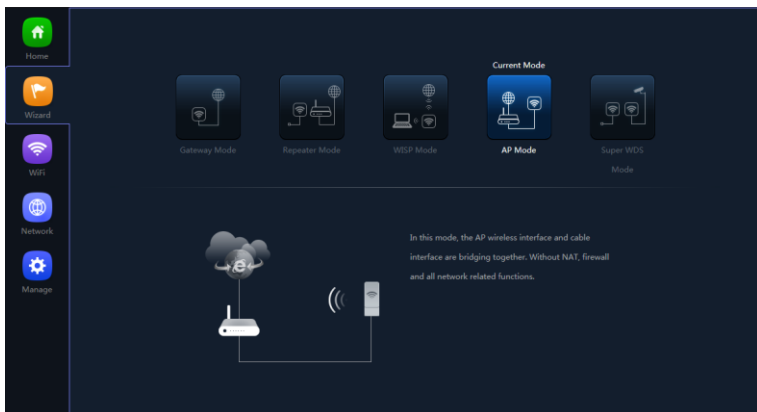 Home
Wizard
WiFi
Network
Manage
Current Mode
Gateway Mode
Repeater Mode
WISP Mode
AP Mode
Super WDS
Mode
In this mode, the AP wireless interface and cable
interface are bridging together. Without NAT, firewall
and all network related functions.